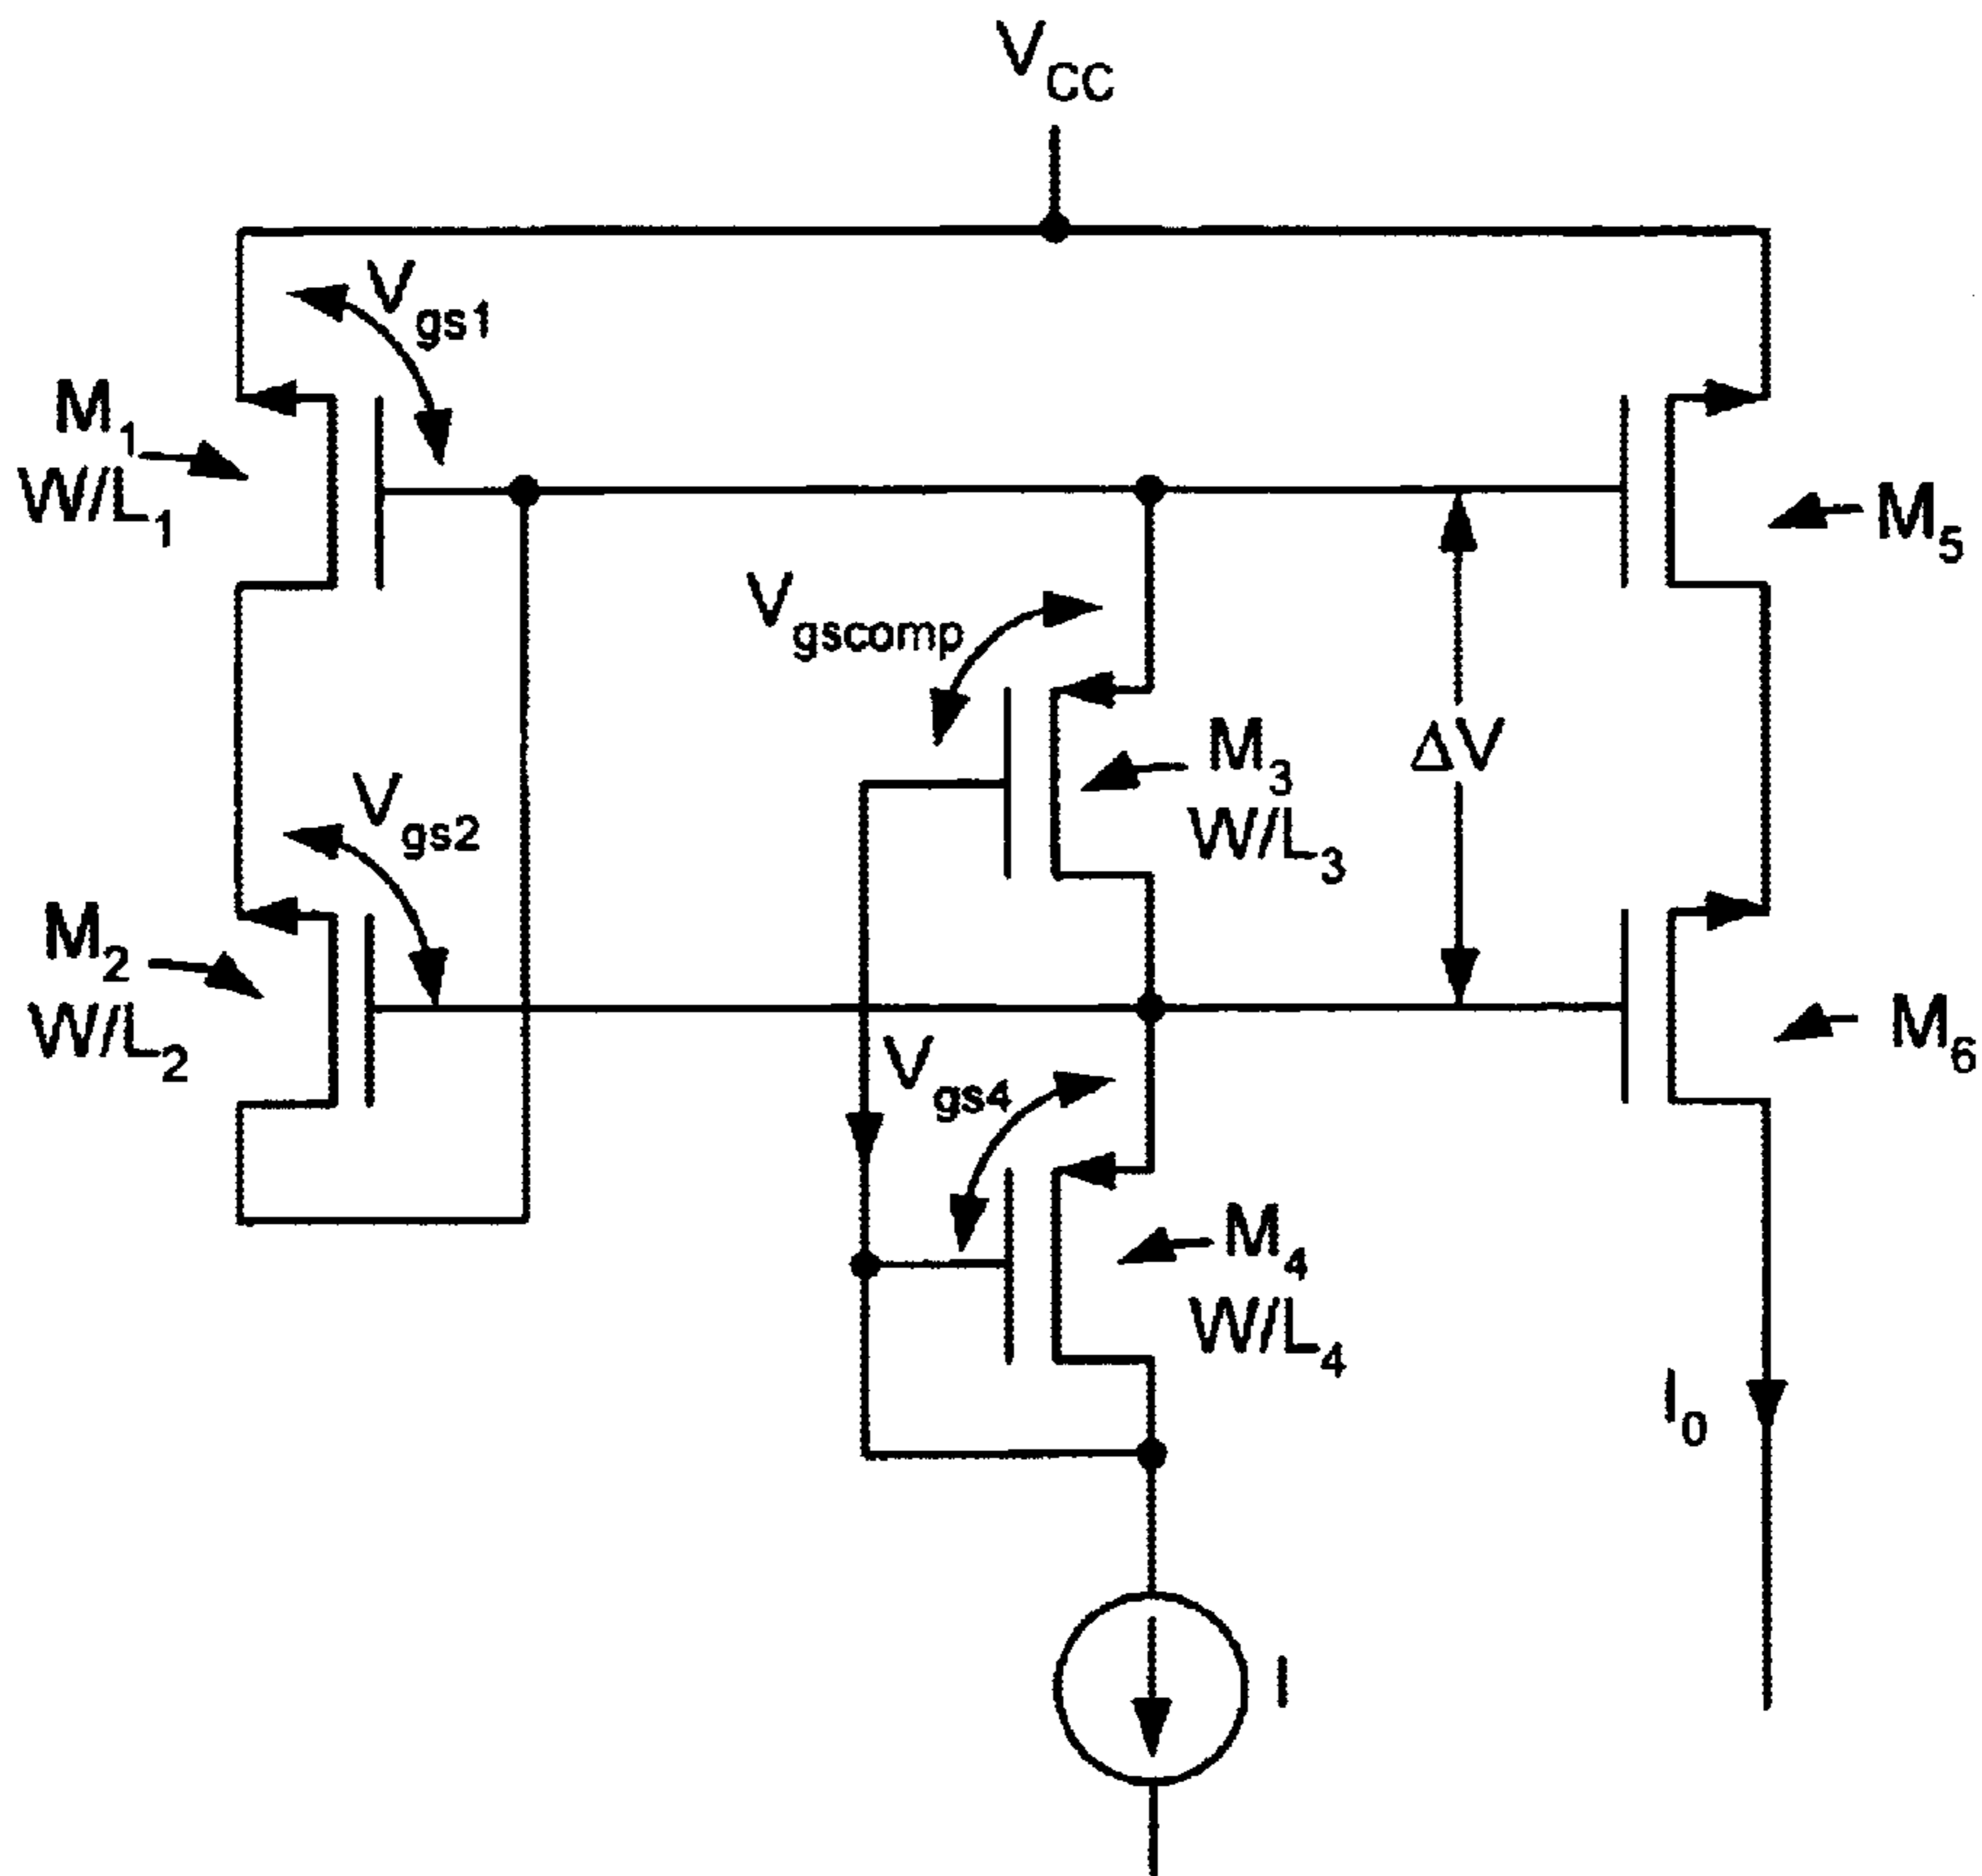 V_CC
V_gs1
M_1
W/L_1
M_5
V_gscomp
M_3
W/L_3
ΔV
V_gs2
M_2
W/L_2
M_6
V_gs4
M_4
W/L_4
I_0
I